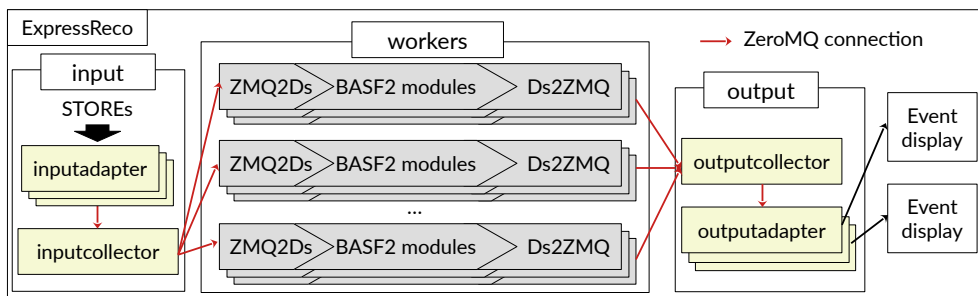 ExpressReco
input
STOREs
inputadapter
inputcollector
workers
ZMQ2Ds BASF2 modules Ds2ZMQ
ZMQ2Ds BASF2 modules Ds2ZMQ
...
ZMQ2Ds BASF2 modules Ds2ZMQ
ZeroMQ connection
output
outputcollector
outputadapter
Event
display
Event
display